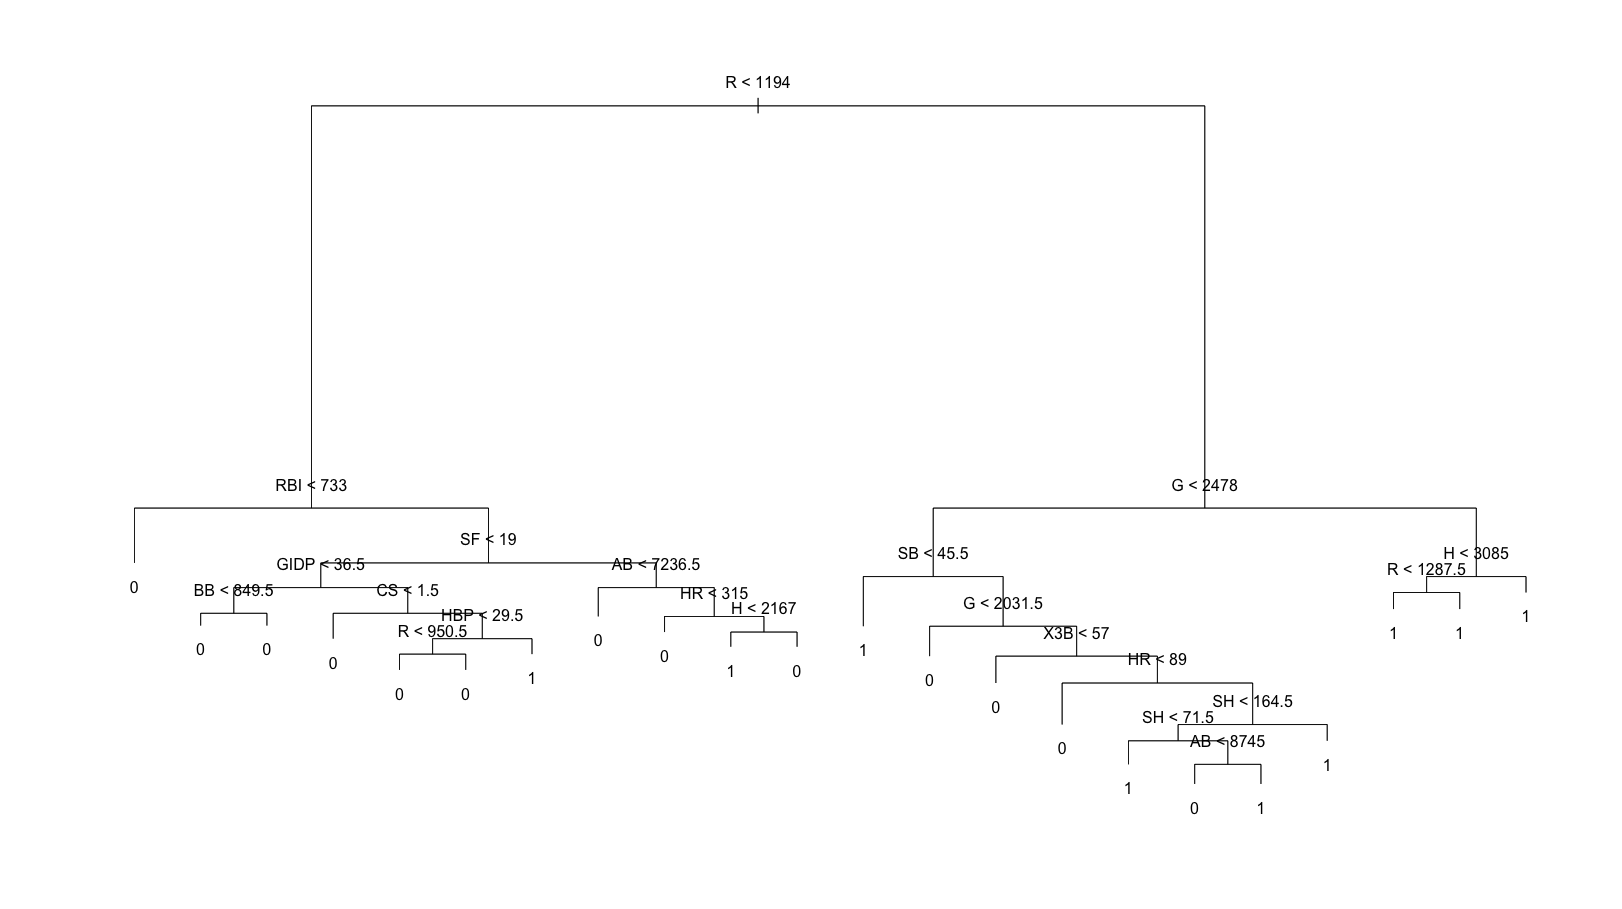 R < 1194
RBI < 733
G < 2478
SF < 19
SB < 45.5
H < 3085
GIDP < 36.5
AB < 7236.5
R < 1287.5
0
BB < 849.5
CS < 1.5
HR < 315
G < 2031.5
H < 2167
HBP < 29.5
1
R < 950.5
X3B < 57
1
1
0
0
0
0
0
HR < 89
1
0
1
0
0
0
0
SH < 164.5
0
SH < 71.5
AB < 8745
0
1
1
0
1